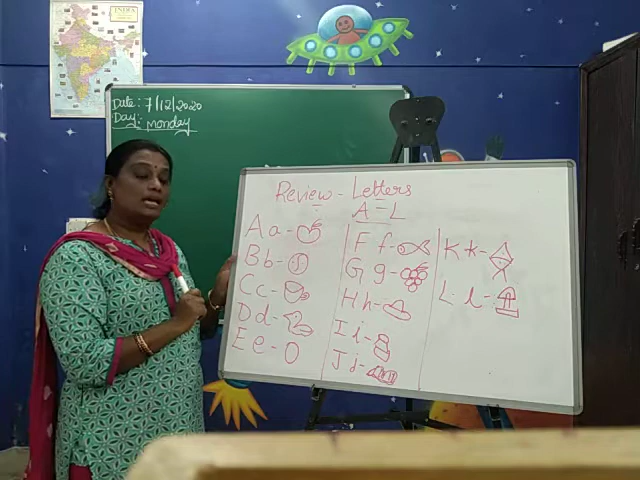 INDIA
Date: 7/12/2020
Day: monday
Review - Letters
A - L
A a -
B b -
C c -
D d -
E e -
F f -
G g -
H h -
I i -
J j -
K k -
L l -